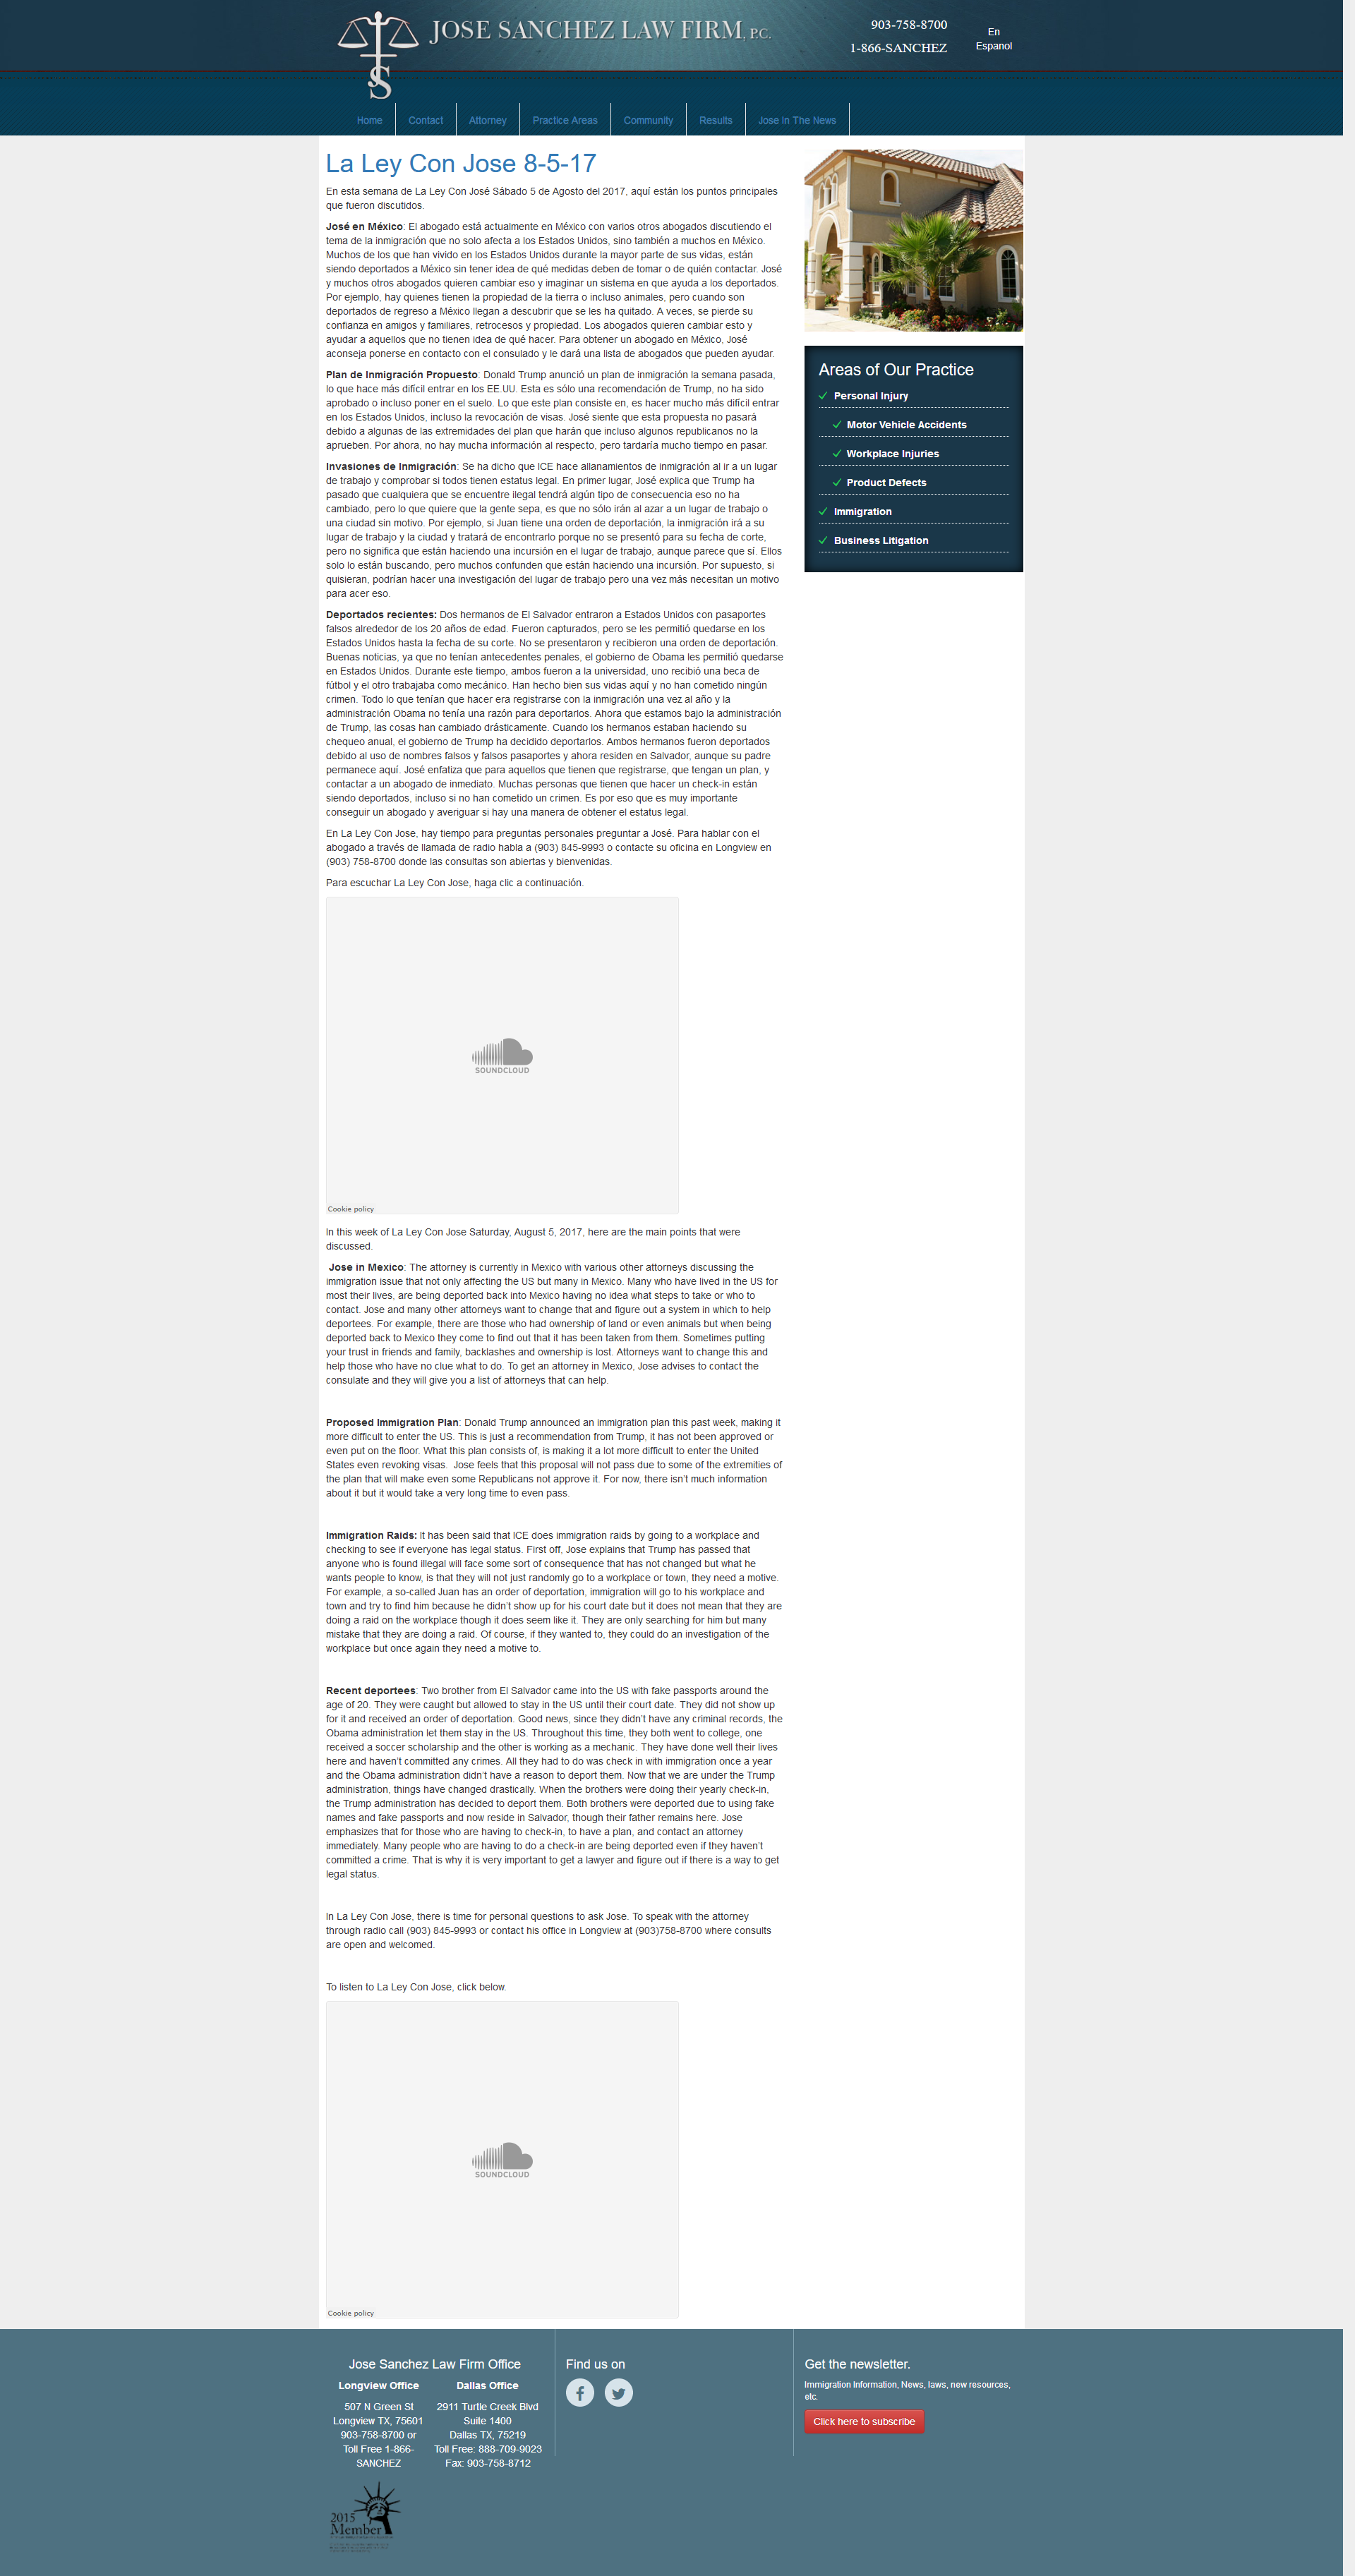 JOSE SANCHEZ LAW FIRM, P.C.
903-758-8700
1-866-SANCHEZ
En
Espanol
JS
Home
Contact
Attorney
Practice Areas
Community
Results
Jose In The News
La Ley Con Jose 8-5-17
En esta semana de La Ley Con José Sábado 5 de Agosto del 2017, aquí están los puntos principales
que fueron discutidos.
José en México: El abogado está actualmente en México con varios otros abogados discutiendo el
tema de la inmigración que no solo afecta a los Estados Unidos, sino también a muchos en México.
Muchos de los que han vivido en los Estados Unidos durante la mayor parte de sus vidas, están
siendo deportados a México sin tener idea de qué medidas deben de tomar o de quién contactar. José
y muchos otros abogados quieren cambiar eso y imaginar un sistema en que ayuda a los deportados.
Por ejemplo, hay quienes tienen la propiedad de la tierra o incluso animales, pero cuando son
deportados de regreso a México llegan a descubrir que se les ha quitado. A veces, se pierde su
confianza en amigos y familiares, retrocesos y propiedad. Los abogados quieren cambiar esto y
ayudar a aquellos que no tienen idea de qué hacer. Para obtener un abogado en México, José
aconseja ponerse en contacto con el consulado y le dará una lista de abogados que pueden ayudar.
Plan de Inmigración Propuesto: Donald Trump anunció un plan de inmigración la semana pasada,
lo que hace más difícil entrar en los EE.UU. Esta es sólo una recomendación de Trump, no ha sido
aprobado o incluso poner en el suelo. Lo que este plan consiste en, es hacer mucho más difícil entrar
en los Estados Unidos, incluso la revocación de visas. José siente que esta propuesta no pasará
debido a algunas de las extremidades del plan que harán que incluso algunos republicanos no la
aprueben. Por ahora, no hay mucha información al respecto, pero tardaría mucho tiempo en pasar.
Invasiones de Inmigración: Se ha dicho que ICE hace allanamientos de inmigración al ir a un lugar
de trabajo y comprobar si todos tienen estatus legal. En primer lugar, José explica que Trump ha
pasado que cualquiera que se encuentre ilegal tendrá algún tipo de consecuencia eso no ha
cambiado, pero lo que quiere que la gente sepa, es que no sólo irán al azar a un lugar de trabajo o
una ciudad sin motivo. Por ejemplo, si Juan tiene una orden de deportación, la inmigración irá a su
lugar de trabajo y la ciudad y tratará de encontrarlo porque no se presentó para su fecha de corte,
pero no significa que están haciendo una incursión en el lugar de trabajo, aunque parece que sí. Ellos
solo lo están buscando, pero muchos confunden que están haciendo una incursión. Por supuesto, si
quisieran, podrían hacer una investigación del lugar de trabajo pero una vez más necesitan un motivo
para acer eso.
Deportados recientes: Dos hermanos de El Salvador entraron a Estados Unidos con pasaportes
falsos alrededor de los 20 años de edad. Fueron capturados, pero se les permitió quedarse en los
Estados Unidos hasta la fecha de su corte. No se presentaron y recibieron una orden de deportación.
Buenas noticias, ya que no tenían antecedentes penales, el gobierno de Obama les permitió quedarse
en Estados Unidos. Durante este tiempo, ambos fueron a la universidad, uno recibió una beca de
fútbol y el otro trabajaba como mecánico. Han hecho bien sus vidas aquí y no han cometido ningún
crimen. Todo lo que tenían que hacer era registrarse con la inmigración una vez al año y la
administración Obama no tenía una razón para deportarlos. Ahora que estamos bajo la administración
de Trump, las cosas han cambiado drásticamente. Cuando los hermanos estaban haciendo su
chequeo anual, el gobierno de Trump ha decidido deportarlos. Ambos hermanos fueron deportados
debido al uso de nombres falsos y falsos pasaportes y ahora residen en Salvador, aunque su padre
permanece aquí. José enfatiza que para aquellos que tienen que registrarse, que tengan un plan, y
contactar a un abogado de inmediato. Muchas personas que tienen que hacer un check-in están
siendo deportados, incluso si no han cometido un crimen. Es por eso que es muy importante
conseguir un abogado y averiguar si hay una manera de obtener el estatus legal.
En La Ley Con Jose, hay tiempo para preguntas personales preguntar a José. Para hablar con el
abogado a través de llamada de radio habla a (903) 845-9993 o contacte su oficina en Longview en
(903) 758-8700 donde las consultas son abiertas y bienvenidas.
Para escuchar La Ley Con Jose, haga clic a continuación.
SOUNDCLOUD
Cookie policy
In this week of La Ley Con Jose Saturday, August 5, 2017, here are the main points that were
discussed.
Jose in Mexico: The attorney is currently in Mexico with various other attorneys discussing the
immigration issue that not only affecting the US but many in Mexico. Many who have lived in the US for
most their lives, are being deported back into Mexico having no idea what steps to take or who to
contact. Jose and many other attorneys want to change that and figure out a system in which to help
deportees. For example, there are those who had ownership of land or even animals but when being
deported back to Mexico they come to find out that it has been taken from them. Sometimes putting
your trust in friends and family, backlashes and ownership is lost. Attorneys want to change this and
help those who have no clue what to do. To get an attorney in Mexico, Jose advises to contact the
consulate and they will give you a list of attorneys that can help.
Proposed Immigration Plan: Donald Trump announced an immigration plan this past week, making it
more difficult to enter the US. This is just a recommendation from Trump, it has not been approved or
even put on the floor. What this plan consists of, is making it a lot more difficult to enter the United
States even revoking visas.  Jose feels that this proposal will not pass due to some of the extremities of
the plan that will make even some Republicans not approve it. For now, there isn’t much information
about it but it would take a very long time to even pass.
Immigration Raids: It has been said that ICE does immigration raids by going to a workplace and
checking to see if everyone has legal status. First off, Jose explains that Trump has passed that
anyone who is found illegal will face some sort of consequence that has not changed but what he
wants people to know, is that they will not just randomly go to a workplace or town, they need a motive.
For example, a so-called Juan has an order of deportation, immigration will go to his workplace and
town and try to find him because he didn’t show up for his court date but it does not mean that they are
doing a raid on the workplace though it does seem like it. They are only searching for him but many
mistake that they are doing a raid. Of course, if they wanted to, they could do an investigation of the
workplace but once again they need a motive to.
Recent deportees: Two brother from El Salvador came into the US with fake passports around the
age of 20. They were caught but allowed to stay in the US until their court date. They did not show up
for it and received an order of deportation. Good news, since they didn’t have any criminal records, the
Obama administration let them stay in the US. Throughout this time, they both went to college, one
received a soccer scholarship and the other is working as a mechanic. They have done well their lives
here and haven’t committed any crimes. All they had to do was check in with immigration once a year
and the Obama administration didn’t have a reason to deport them. Now that we are under the Trump
administration, things have changed drastically. When the brothers were doing their yearly check-in,
the Trump administration has decided to deport them. Both brothers were deported due to using fake
names and fake passports and now reside in Salvador, though their father remains here. Jose
emphasizes that for those who are having to check-in, to have a plan, and contact an attorney
immediately. Many people who are having to do a check-in are being deported even if they haven’t
committed a crime. That is why it is very important to get a lawyer and figure out if there is a way to get
legal status.
In La Ley Con Jose, there is time for personal questions to ask Jose. To speak with the attorney
through radio call (903) 845-9993 or contact his office in Longview at (903)758-8700 where consults
are open and welcomed.
To listen to La Ley Con Jose, click below.
SOUNDCLOUD
Cookie policy
Areas of Our Practice
Personal Injury
Motor Vehicle Accidents
Workplace Injuries
Product Defects
Immigration
Business Litigation
Jose Sanchez Law Firm Office
Longview Office
507 N Green St
Longview TX, 75601
903-758-8700 or
Toll Free 1-866-
SANCHEZ
Dallas Office
2911 Turtle Creek Blvd
Suite 1400
Dallas TX, 75219
Toll Free: 888-709-9023
Fax: 903-758-8712
2015
Member
Find us on
Get the newsletter.
Immigration Information, News, laws, new resources,
etc.
Click here to subscribe